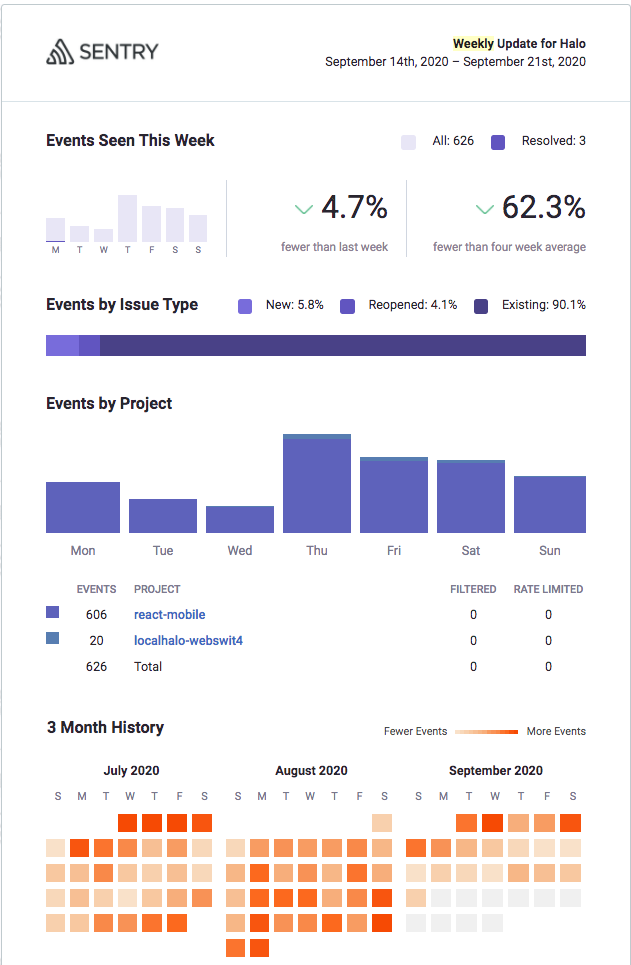 SENTRY
Weekly Update for Halo
September 14th, 2020 – September 21st, 2020
Events Seen This Week
All: 626
Resolved: 3
M T W T F S S
4.7%
fewer than last week
62.3%
fewer than four week average
Events by Issue Type
New: 5.8%
Reopened: 4.1%
Existing: 90.1%
Events by Project
Mon Tue Wed Thu Fri Sat Sun
EVENTS PROJECT FILTERED RATE LIMITED
606 react-mobile 0 0
20 localhalo-webswit4 0 0
626 Total 0 0
3 Month History
Fewer Events
More Events
July 2020
August 2020
September 2020
S M T W T F S
S M T W T F S
S M T W T F S